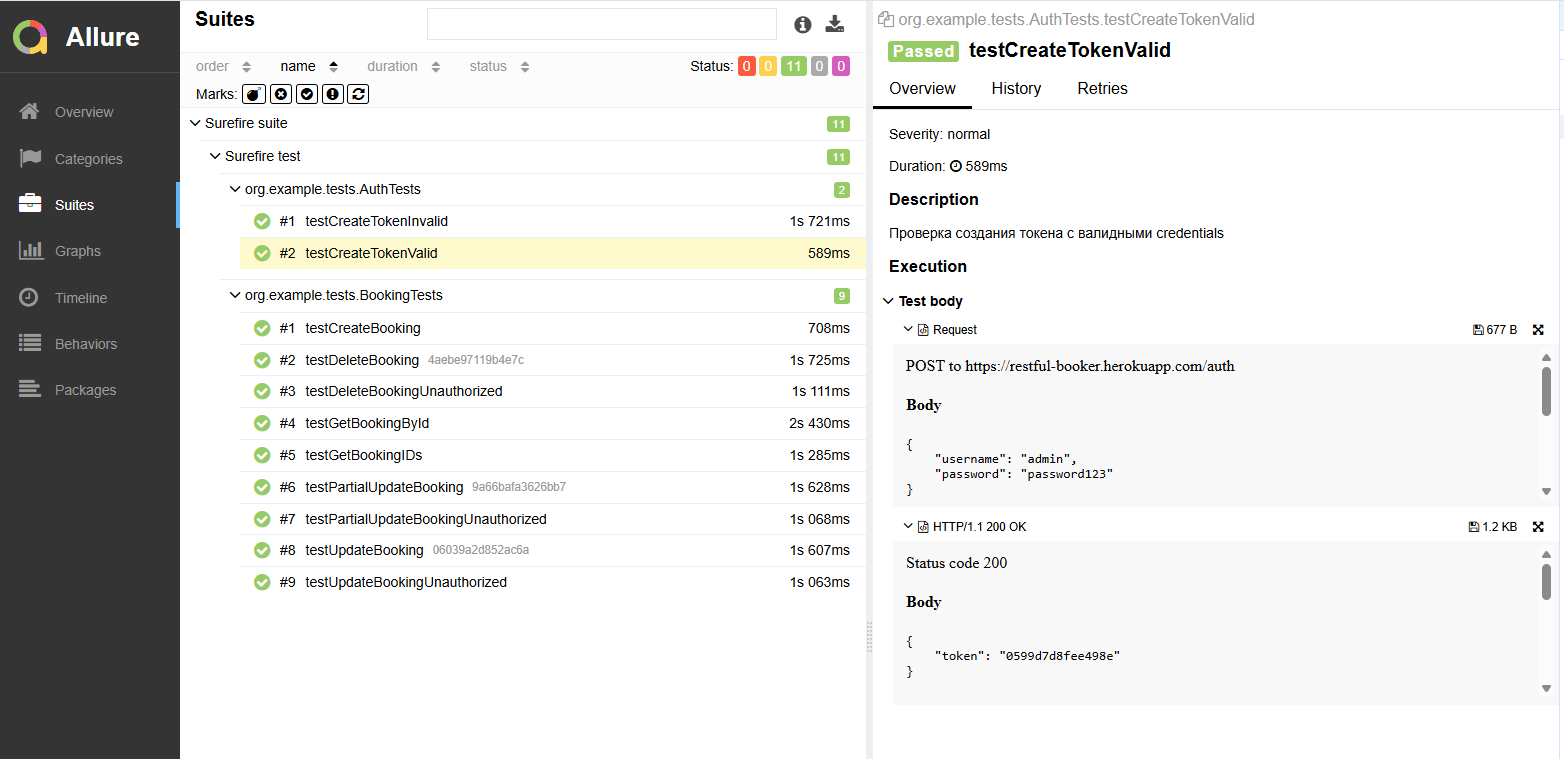 Allure
Overview
Categories
Suites
Graphs
Timeline
Behaviors
Packages
Suites
order name duration status Status: 0 0 11 0 0
Marks:
Surefire suite 11
Surefire test 11
org.example.tests.AuthTests 2
#1 testCreateTokenInvalid 1s 721ms
#2 testCreateTokenValid 589ms
org.example.tests.BookingTests 9
#1 testCreateBooking 708ms
#2 testDeleteBooking 4aebe97119b4e7c 1s 725ms
#3 testDeleteBookingUnauthorized 1s 111ms
#4 testGetBookingById 2s 430ms
#5 testGetBookingIDs 1s 285ms
#6 testPartialUpdateBooking 9a66bafa3626bb7 1s 628ms
#7 testPartialUpdateBookingUnauthorized 1s 068ms
#8 testUpdateBooking 06039a2d852ac6a 1s 607ms
#9 testUpdateBookingUnauthorized 1s 063ms
org.example.tests.AuthTests.testCreateTokenValid
Passed testCreateTokenValid
Overview History Retries
Severity: normal
Duration: 589ms
Description
Проверка создания токена с валидными credentials
Execution
Test body
Request 677 B
POST to https://restful-booker.herokuapp.com/auth
Body
{
"username": "admin",
"password": "password123"
}
HTTP/1.1 200 OK 1.2 KB
Status code 200
Body
{
"token": "0599d7d8fee498e"
}